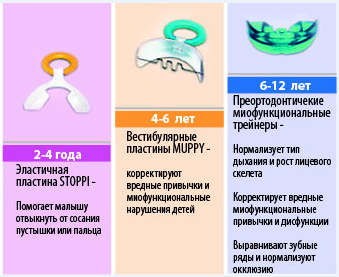 2-4 года
Эластичная
пластина STOPPI -
Помогает малышу
отвыкнуть от сосания
пустышки или пальца
4-6 лет
Вестибулярные
пластины MUPPY -
корректируют
вредные привычки и
миофункциональные
нарушения детей
6-12 лет
Преортодонтичекие
миофункциональные
трейнеры -
Нормализует тип
дыхания и рост лицевого
скелета
Корректирует вредные
миофункциональные
привычки и дисфункции
Выравнивают зубные
ряды и нормализуют
окклюзию